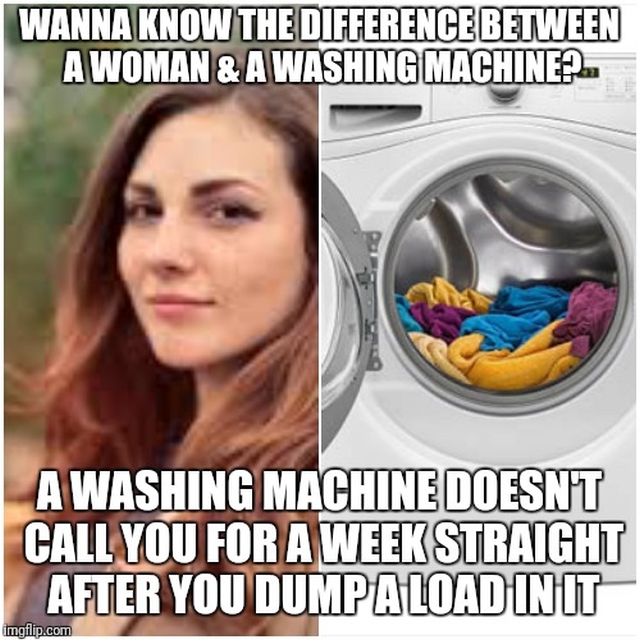 WANNA KNOW THE DIFFERENCE BETWEEN
A WOMAN & A WASHING MACHINE?
A WASHING MACHINE DOESN'T
CALL YOU FOR A WEEK STRAIGHT
AFTER YOU DUMP A LOAD IN IT
imgflip.com